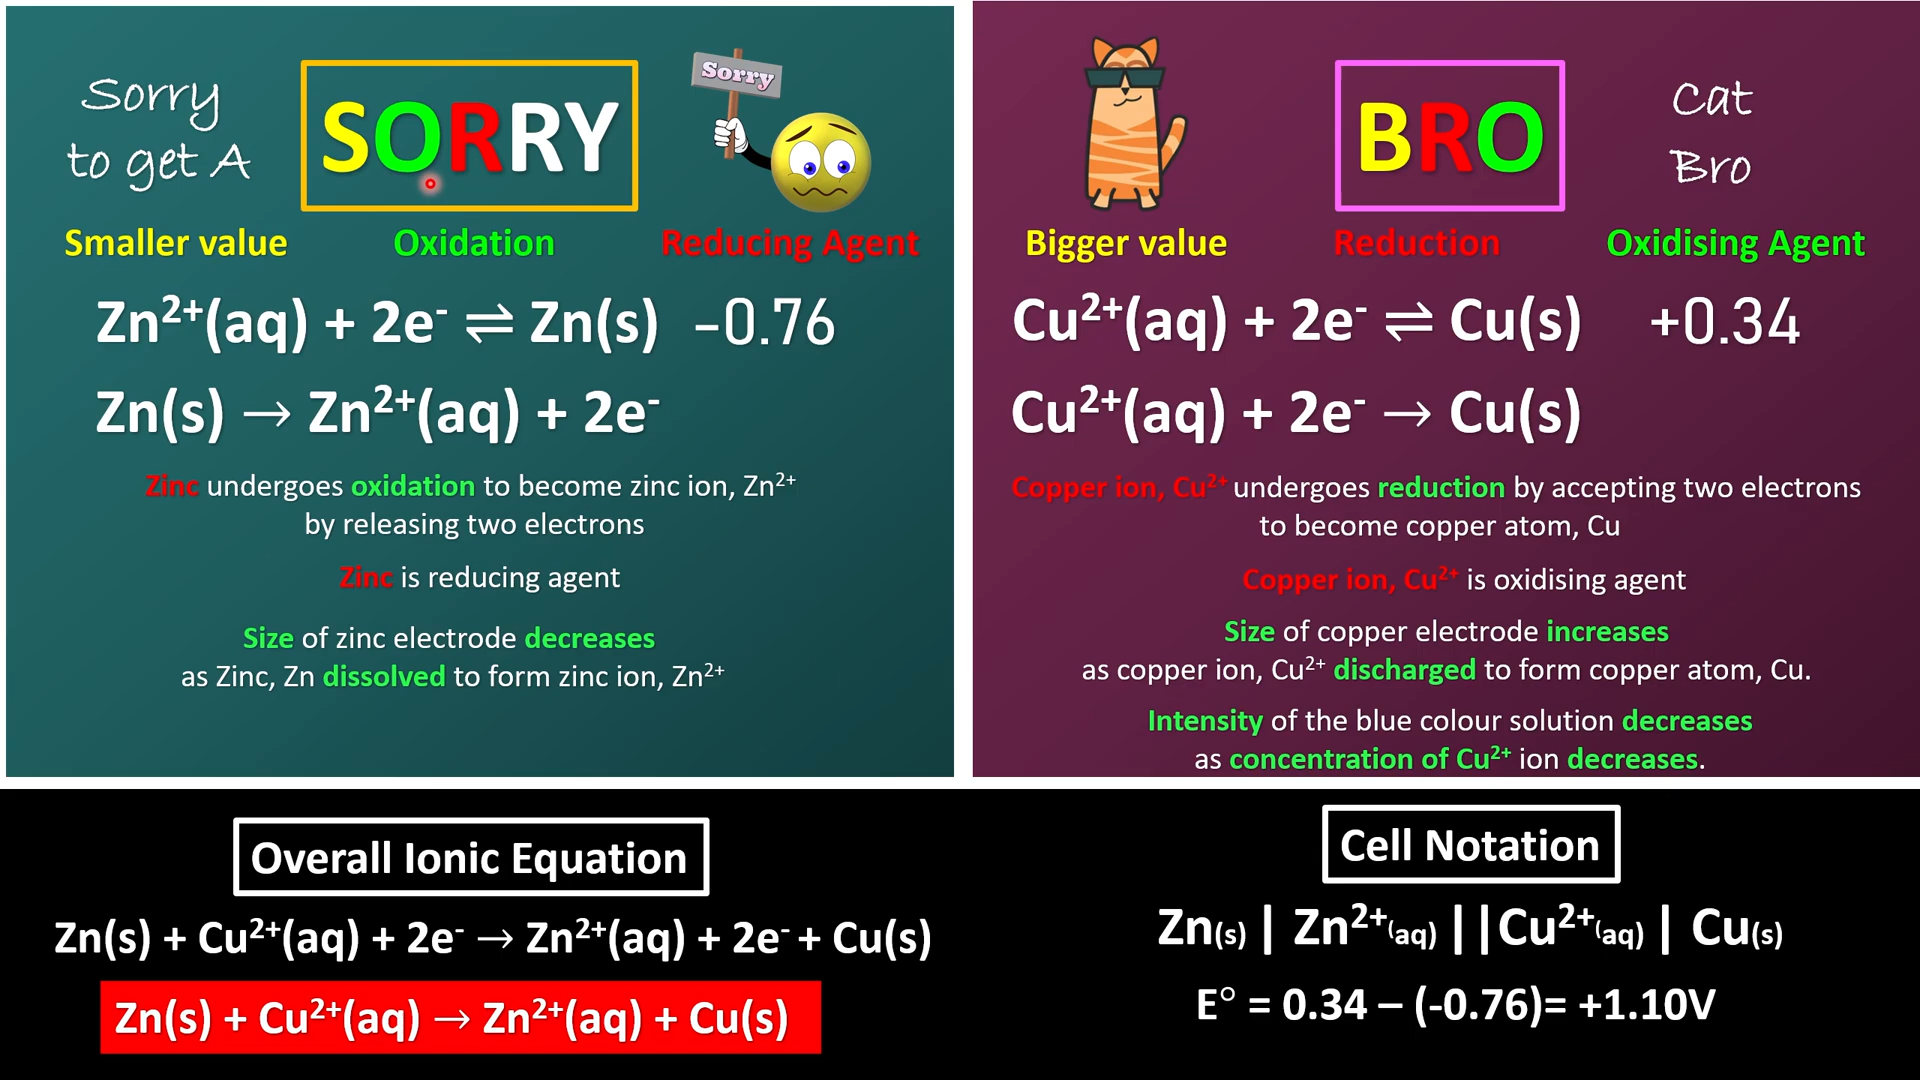 Sorry
to get A
SORRY
Sorry
Smaller value
Oxidation
Reducing Agent
Zn²⁺(aq) + 2e⁻ ⇌ Zn(s) -0.76
Zn(s) → Zn²⁺(aq) + 2e⁻
Zinc undergoes oxidation to become zinc ion, Zn²⁺
by releasing two electrons
Zinc is reducing agent
Size of zinc electrode decreases
as Zinc, Zn dissolved to form zinc ion, Zn²⁺
BRO
Cat
Bro
Bigger value
Reduction
Oxidising Agent
Cu²⁺(aq) + 2e⁻ ⇌ Cu(s) +0.34
Cu²⁺(aq) + 2e⁻ → Cu(s)
Copper ion, Cu²⁺ undergoes reduction by accepting two electrons
to become copper atom, Cu
Copper ion, Cu²⁺ is oxidising agent
Size of copper electrode increases
as copper ion, Cu²⁺ discharged to form copper atom, Cu.
Intensity of the blue colour solution decreases
as concentration of Cu²⁺ ion decreases.
Overall Ionic Equation
Zn(s) + Cu²⁺(aq) + 2e⁻ → Zn²⁺(aq) + 2e⁻ + Cu(s)
Zn(s) + Cu²⁺(aq) → Zn²⁺(aq) + Cu(s)
Cell Notation
Zn(s) | Zn²⁺(aq) ||Cu²⁺(aq) | Cu(s)
E° = 0.34 – (-0.76)= +1.10V